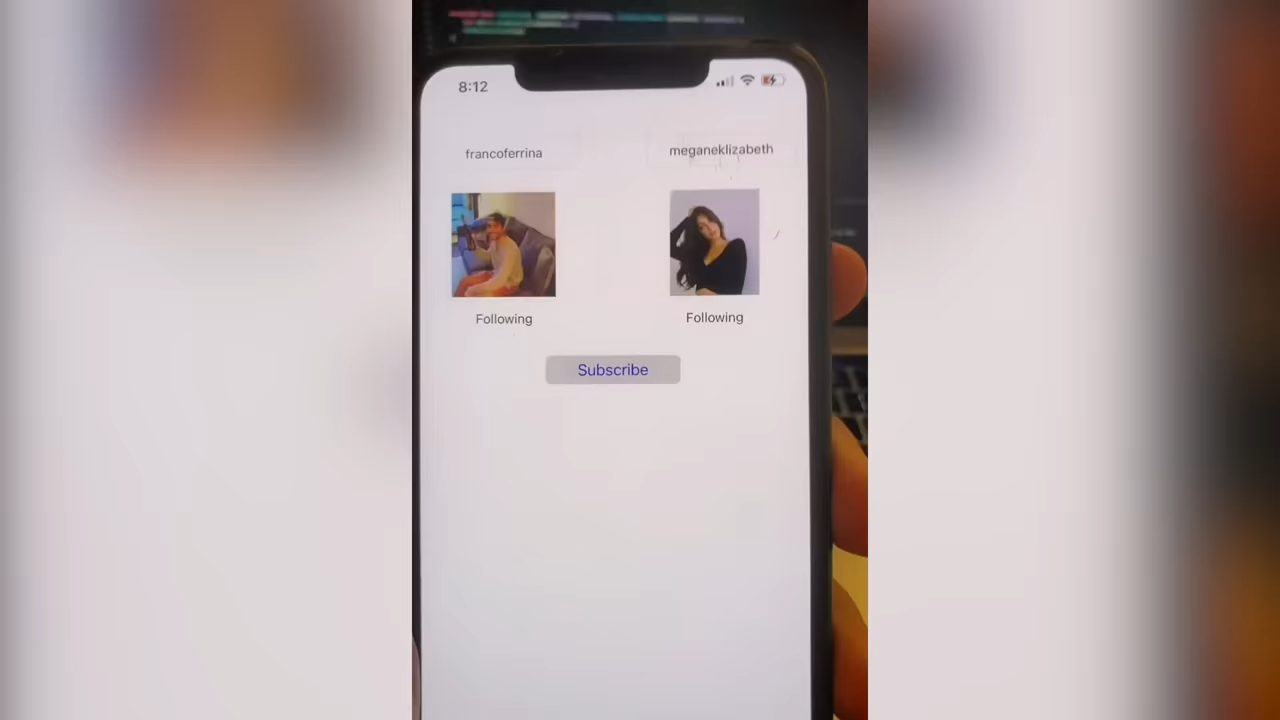 8:12
francoferrina
meganeklizabeth
Following
Following
Subscribe